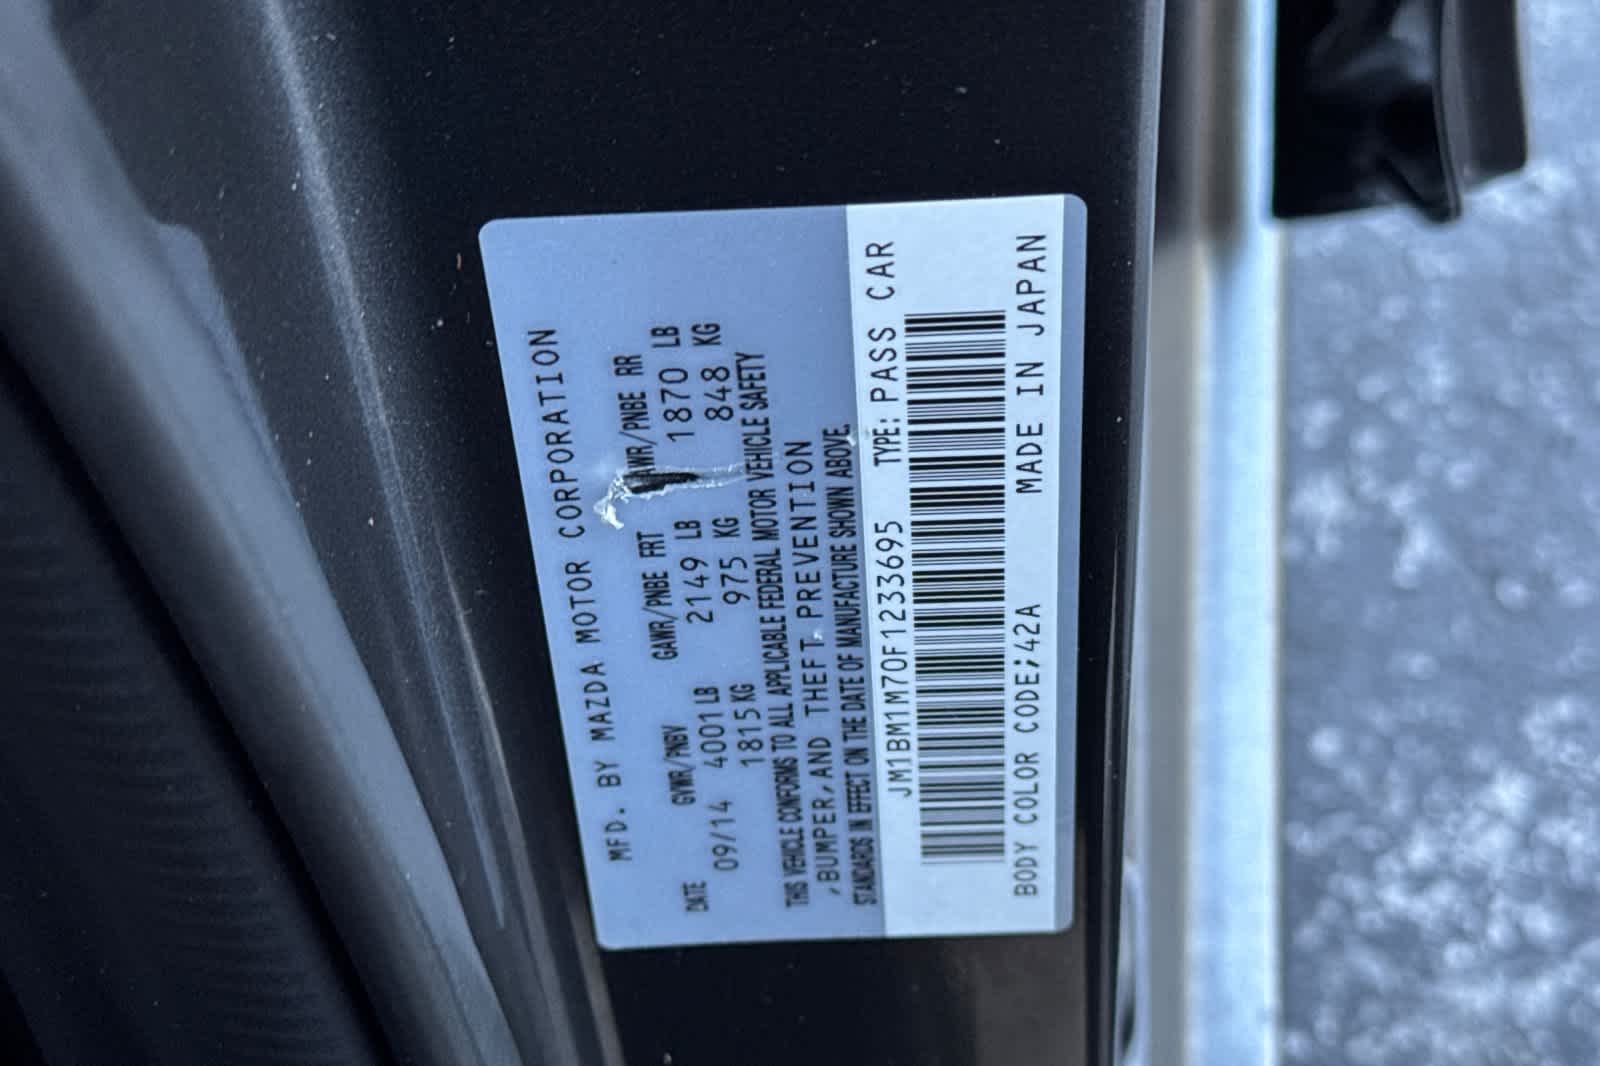 MFD. BY MAZDA MOTOR CORPORATION
DATE GVWR/PNBV GAWR/PNBE FRT AWR/PNBE RR
09/14 4001LB 2149 LB 1870 LB
1815KG 975 KG 848 KG
THIS VEHICLE CONFORMS TO ALL APPLICABLE FEDERAL MOTOR VEHICLE SAFETY
,BUMPER,AND THEFT PREVENTION
STANDARDS IN EFFECT ON THE DATE OF MANUFACTURE SHOWN ABOVE.
JM1BM1M70F1233695 TYPE: PASS CAR
BODY COLOR CODE;42A MADE IN JAPAN